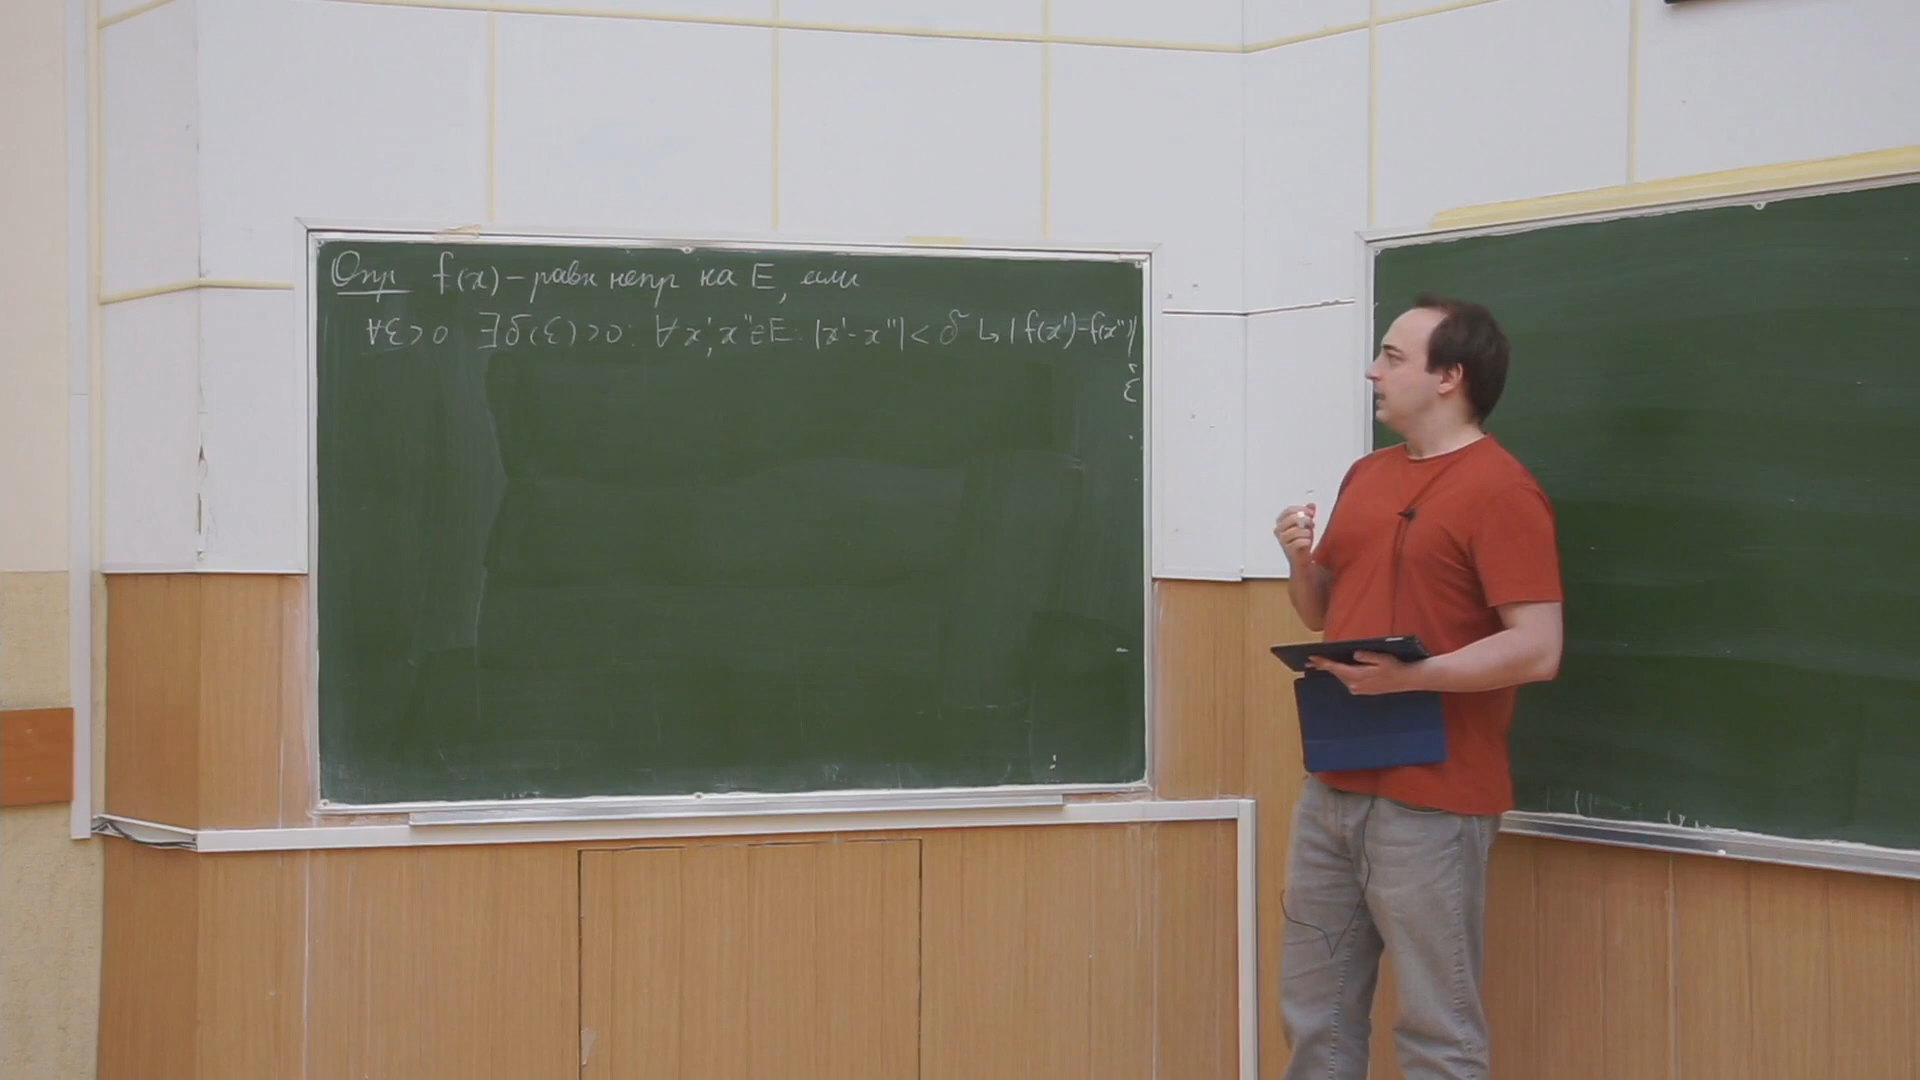 Опр f(x) – равн непр на E, если
∀ε>0 ∃δ(ε)>0: ∀x',x''∈E: |x'-x''|<δ ↪ |f(x')-f(x'')|
<
ε